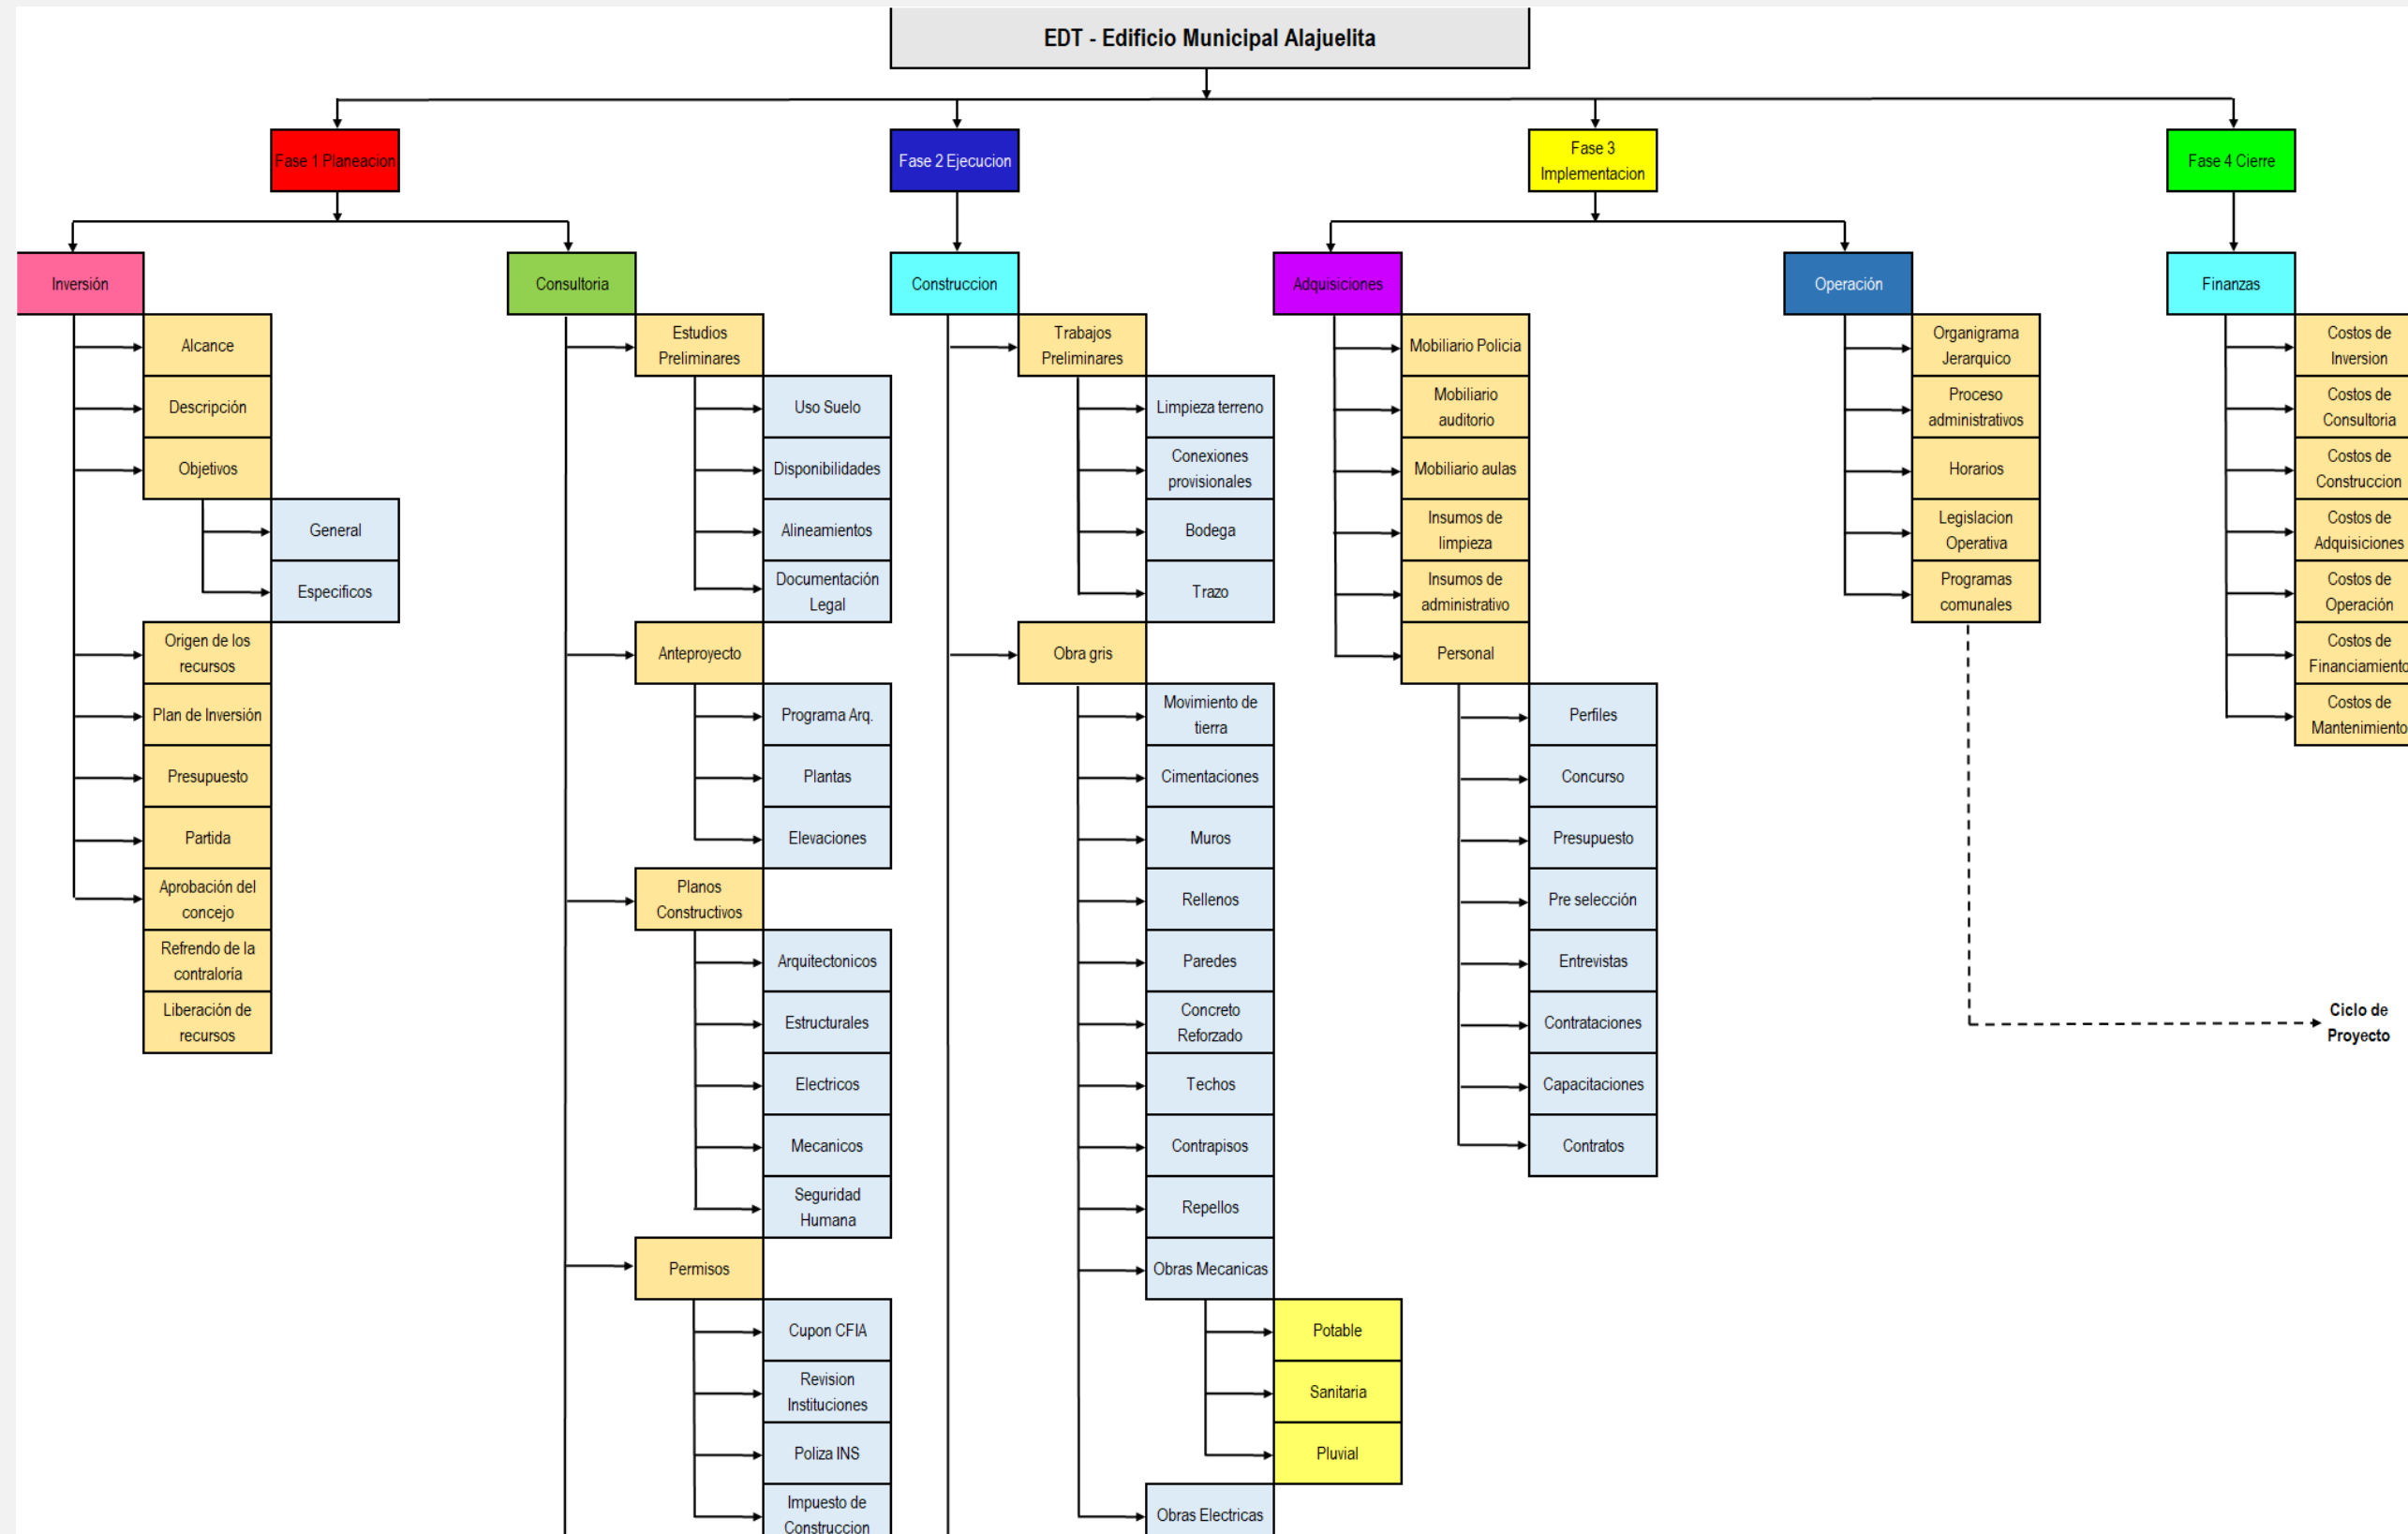 EDT - Edificio Municipal Alajuelita
Fase 1 Planeacion
Fase 2 Ejecucion
Fase 3
Implementacion
Fase 4 Cierre
Inversión
Alcance
Descripción
Objetivos
General
Especificos
Origen de los
recursos
Plan de Inversión
Presupuesto
Partida
Aprobación del
concejo
Refrendo de la
contraloria
Liberación de
recursos
Consultoria
Estudios
Preliminares
Uso Suelo
Disponibilidades
Alineamientos
Documentación
Legal
Anteproyecto
Programa Arq.
Plantas
Elevaciones
Planos
Constructivos
Arquitectonicos
Estructurales
Electricos
Mecanicos
Seguridad
Humana
Permisos
Cupon CFIA
Revision
Instituciones
Poliza INS
Impuesto de
Construccion
Construccion
Trabajos
Preliminares
Limpieza terreno
Conexiones
provisionales
Bodega
Trazo
Obra gris
Movimiento de
tierra
Cimentaciones
Muros
Rellenos
Paredes
Concreto
Reforzado
Techos
Contrapisos
Repellos
Obras Mecanicas
Potable
Sanitaria
Pluvial
Obras Electricas
Adquisiciones
Mobiliario Policia
Mobiliario
auditorio
Mobiliario aulas
Insumos de
limpieza
Insumos de
administrativo
Personal
Perfiles
Concurso
Presupuesto
Pre selección
Entrevistas
Contrataciones
Capacitaciones
Contratos
Operación
Organigrama
Jerarquico
Proceso
administrativos
Horarios
Legislacion
Operativa
Programas
comunales
Ciclo de
Proyecto
Finanzas
Costos de
Inversion
Costos de
Consultoria
Costos de
Construccion
Costos de
Adquisiciones
Costos de
Operación
Costos de
Financiamiento
Costos de
Mantenimiento